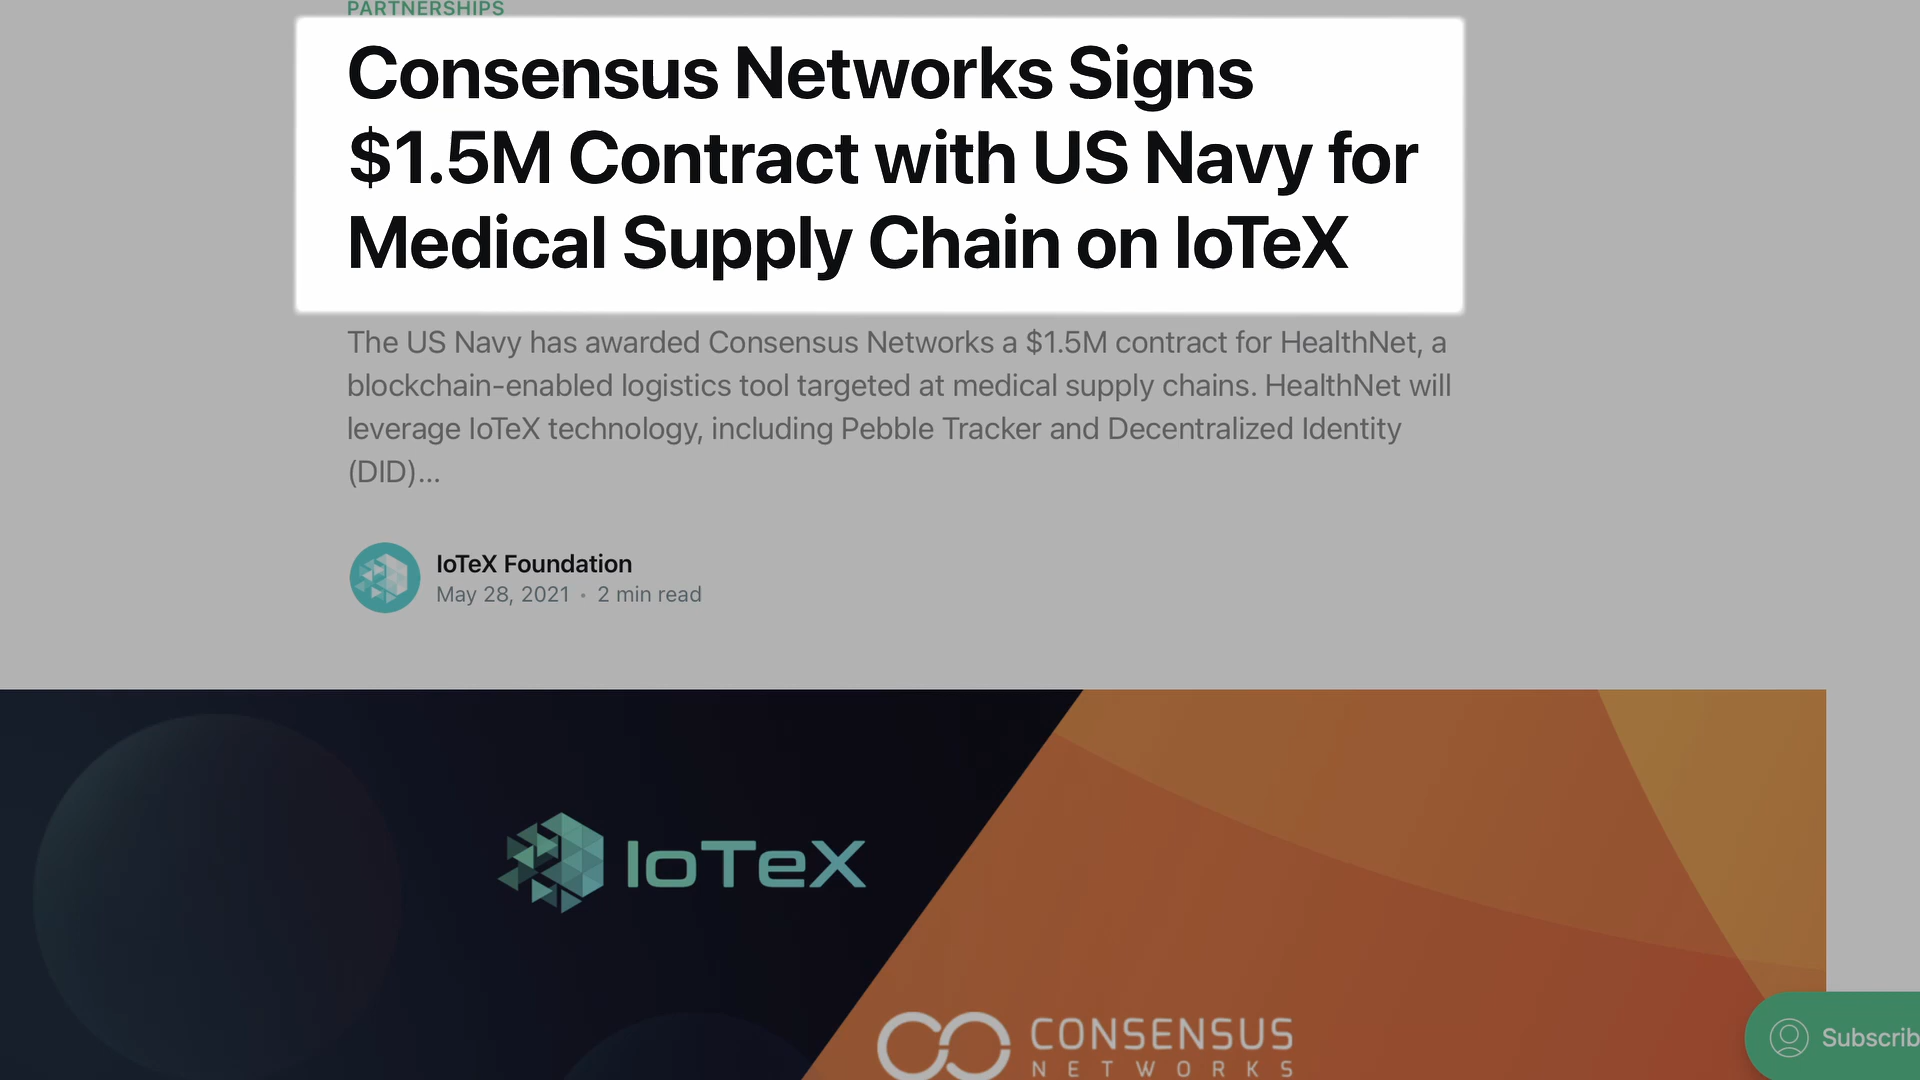 PARTNERSHIPS
Consensus Networks Signs
$1.5M Contract with US Navy for
Medical Supply Chain on IoTeX
The US Navy has awarded Consensus Networks a $1.5M contract for HealthNet, a
blockchain-enabled logistics tool targeted at medical supply chains. HealthNet will
leverage IoTeX technology, including Pebble Tracker and Decentralized Identity
(DID)...
IoTeX Foundation
May 28, 2021 • 2 min read
IoTeX
CONSENSUS
NETWORKS
Subscrib